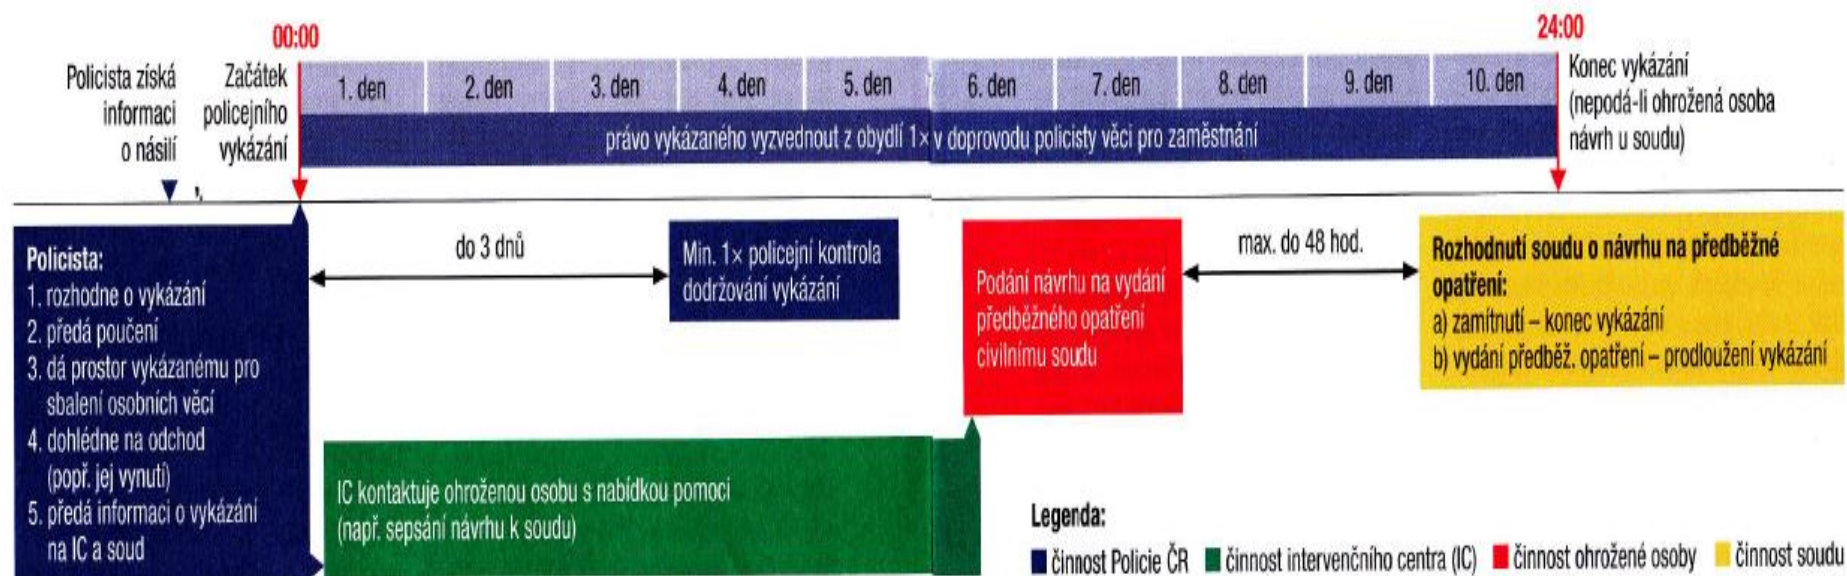 00:00
24:00
Policista získá
informaci
o násilí
Začátek
policejního
vykázání
1. den
2. den
3. den
4. den
5. den
6. den
7. den
8. den
9. den
10. den
právo vykázaného vyzvednout z obydlí 1× v doprovodu policisty věci pro zaměstnání
Konec vykázání
(nepodá-li ohrožená osoba
návrh u soudu)
Policista:
1. rozhodne o vykázání
2. předá poučení
3. dá prostor vykázanému pro
sbalení osobních věcí
4. dohlédne na odchod
(popř. jej vynutí)
5. předá informaci o vykázání
na IC a soud
do 3 dnů
Min. 1× policejní kontrola
dodržování vykázání
Podání návrhu na vydání
předběžného opatření
civilnímu soudu
max. do 48 hod.
Rozhodnutí soudu o návrhu na předběžné
opatření:
a) zamítnutí – konec vykázání
b) vydání předběž. opatření – prodloužení vykázání
IC kontaktuje ohroženou osobu s nabídkou pomoci
(např. sepsání návrhu k soudu)
Legenda:
činnost Policie ČR
činnost intervenčního centra (IC)
činnost ohrožené osoby
činnost soudu